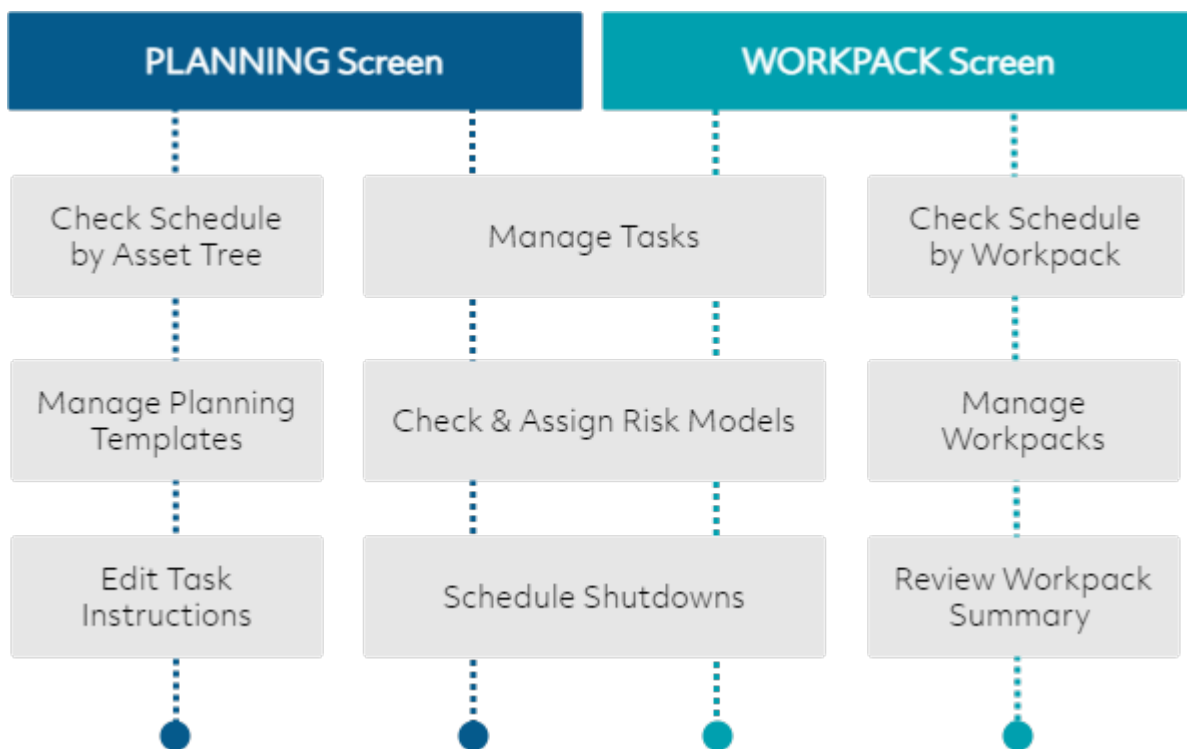 PLANNING Screen
WORKPACK Screen
Check Schedule
by Asset Tree
Manage Tasks
Check Schedule
by Workpack
Manage Planning
Templates
Check & Assign Risk Models
Manage
Workpacks
Edit Task
Instructions
Schedule Shutdowns
Review Workpack
Summary